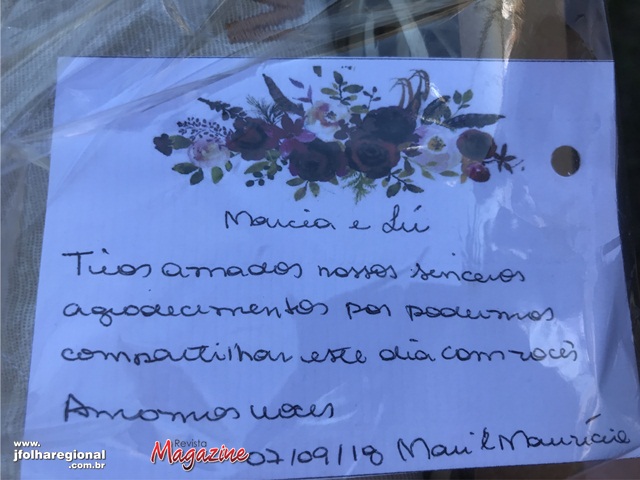 Marcia e Lú
Tios amados nossos sinceros
agradecimentos por podermos
compartilhar este dia com vocês
Amamos vocês
07/09/18 Mari & Maurício
www.
jfolharegional
.com.br
Revista
Magazine